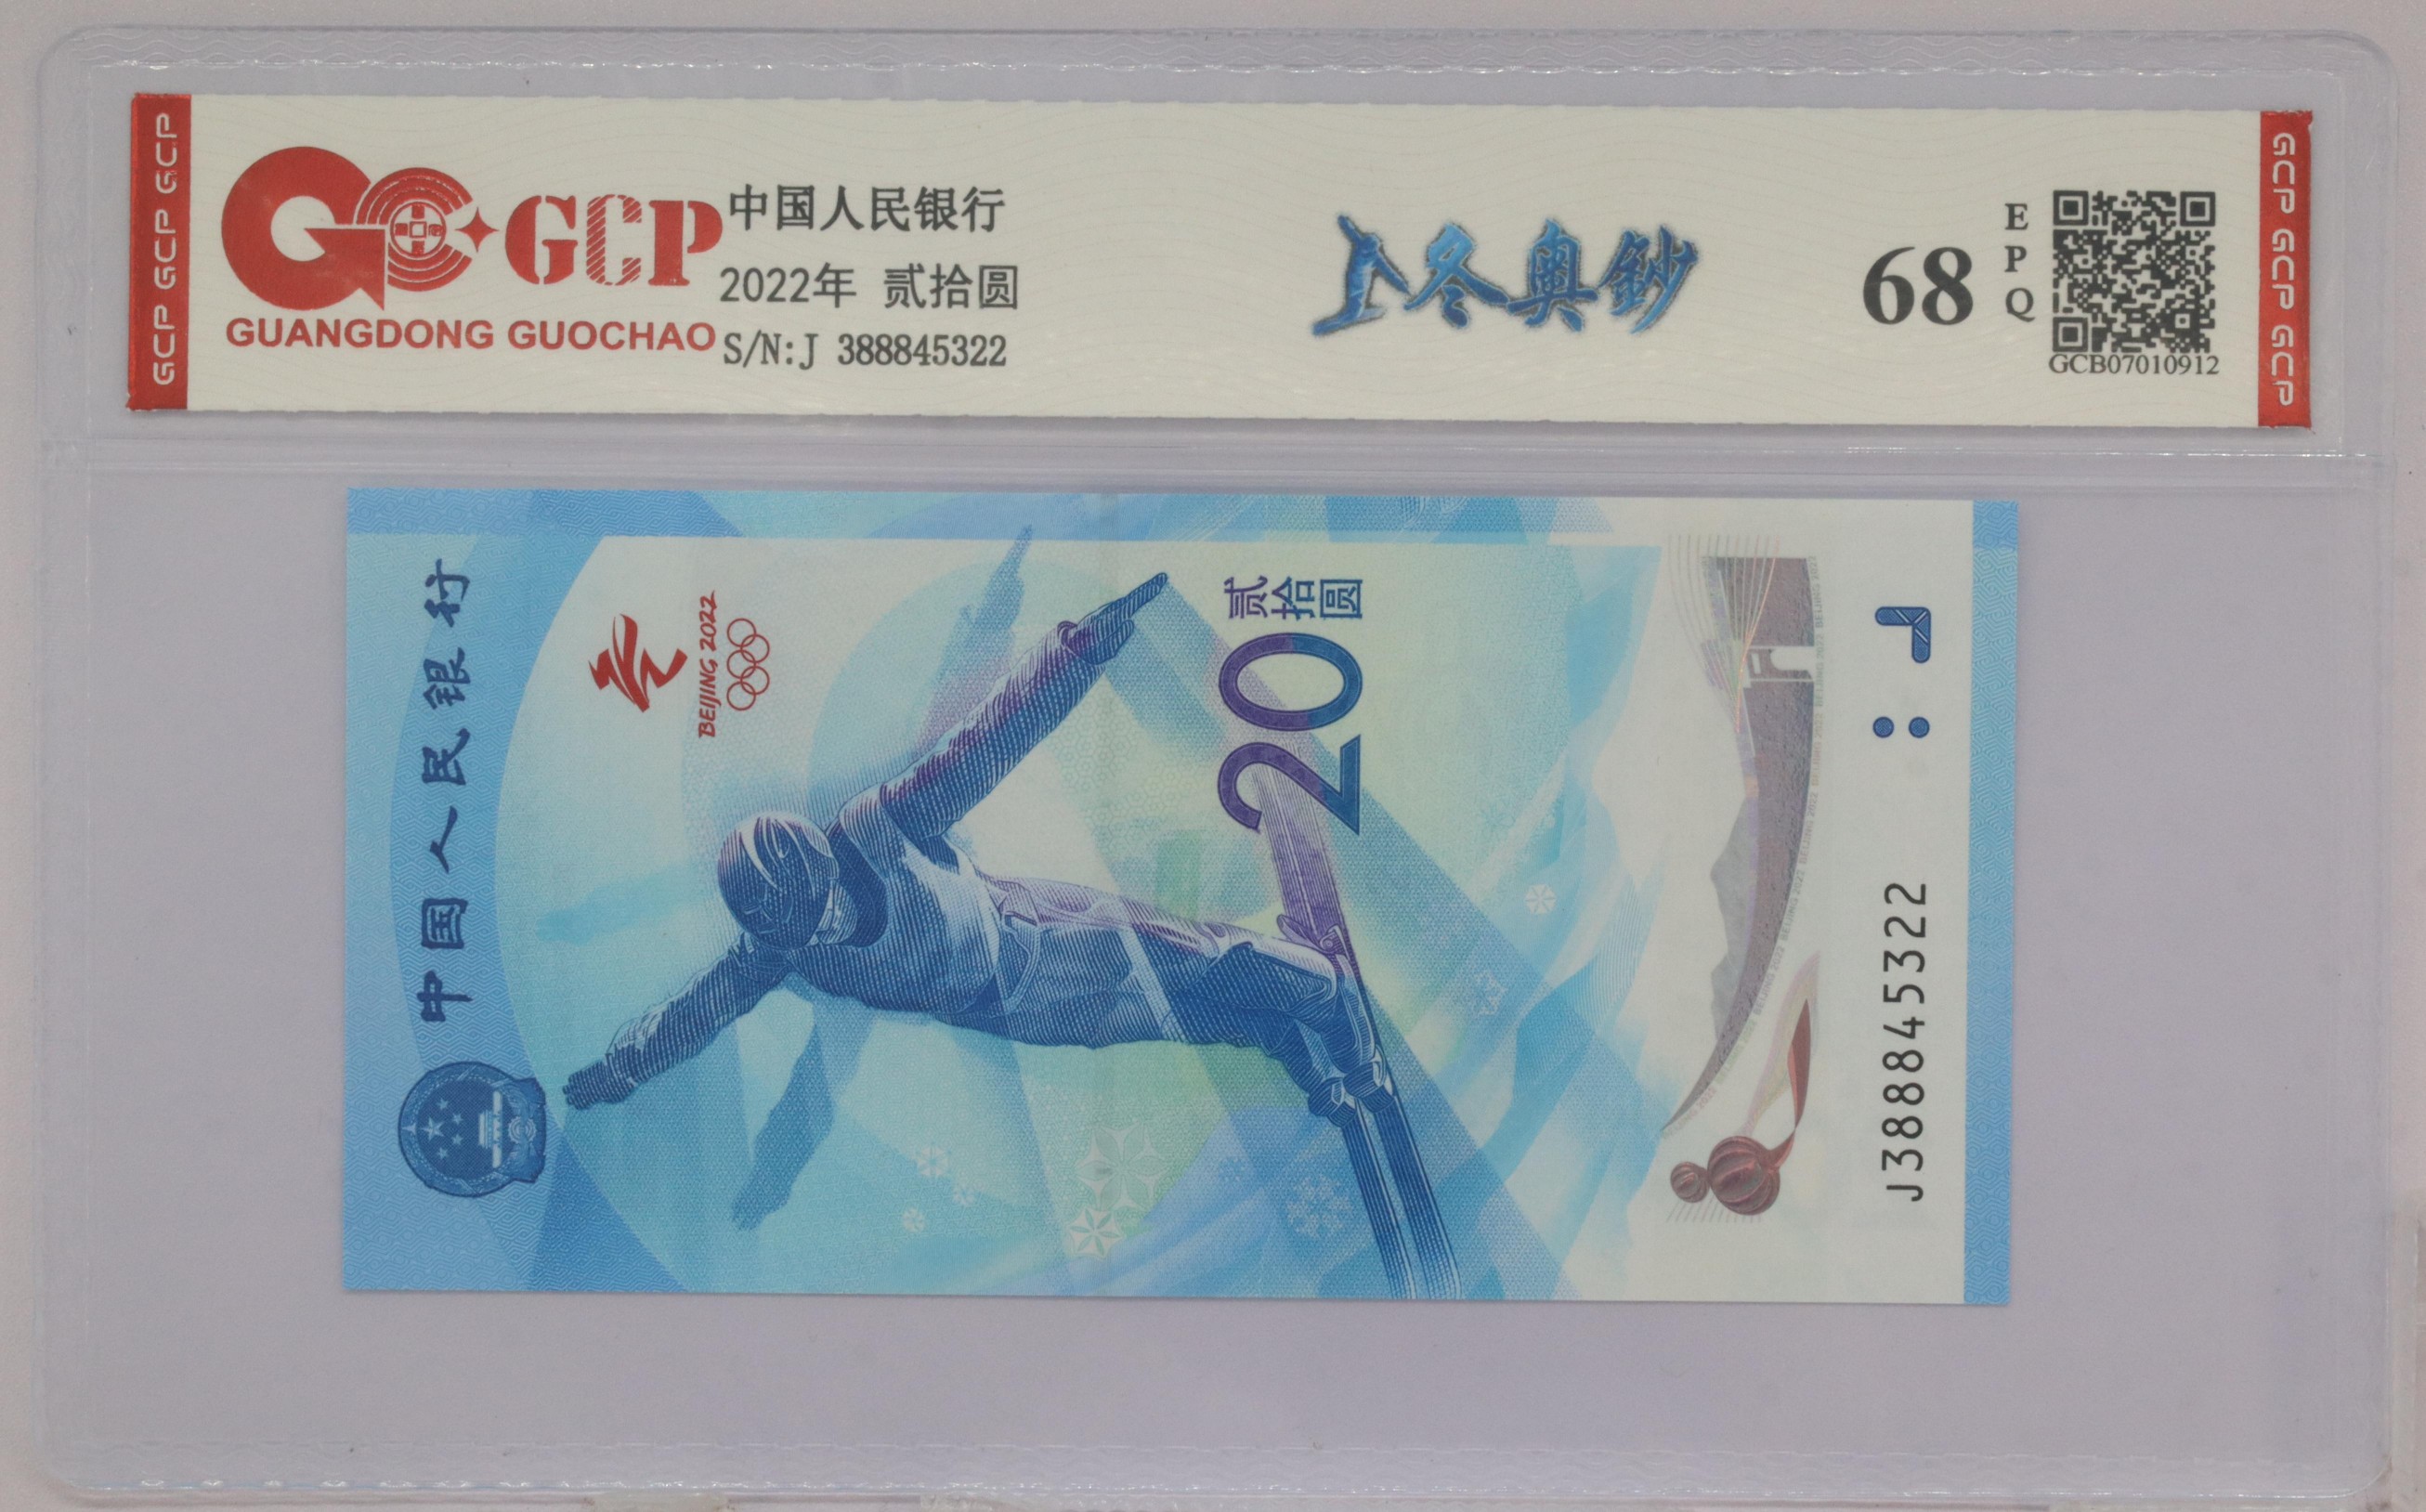 GCP GCP GCP
GCP
GUANGDONG GUOCHAO
中国人民银行
2022年 贰拾圆
S/N:J 388845322
上冬奥鈔
68
EPQ
GCB07010912
GCP GCP GCP
中国人民银行
BEIJING 2022
贰拾圆
20
J388845322